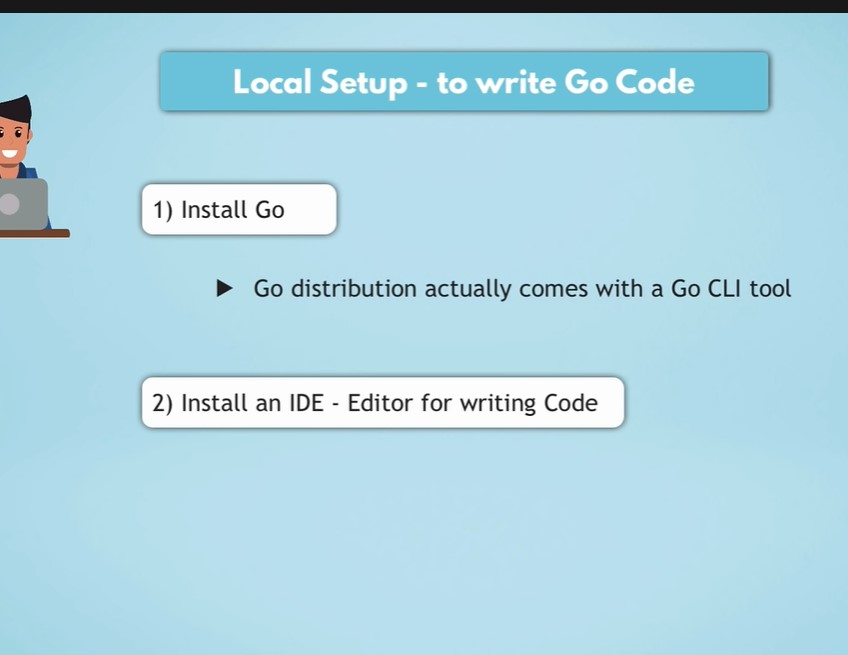 Local Setup - to write Go Code
1) Install Go
Go distribution actually comes with a Go CLI tool
2) Install an IDE - Editor for writing Code